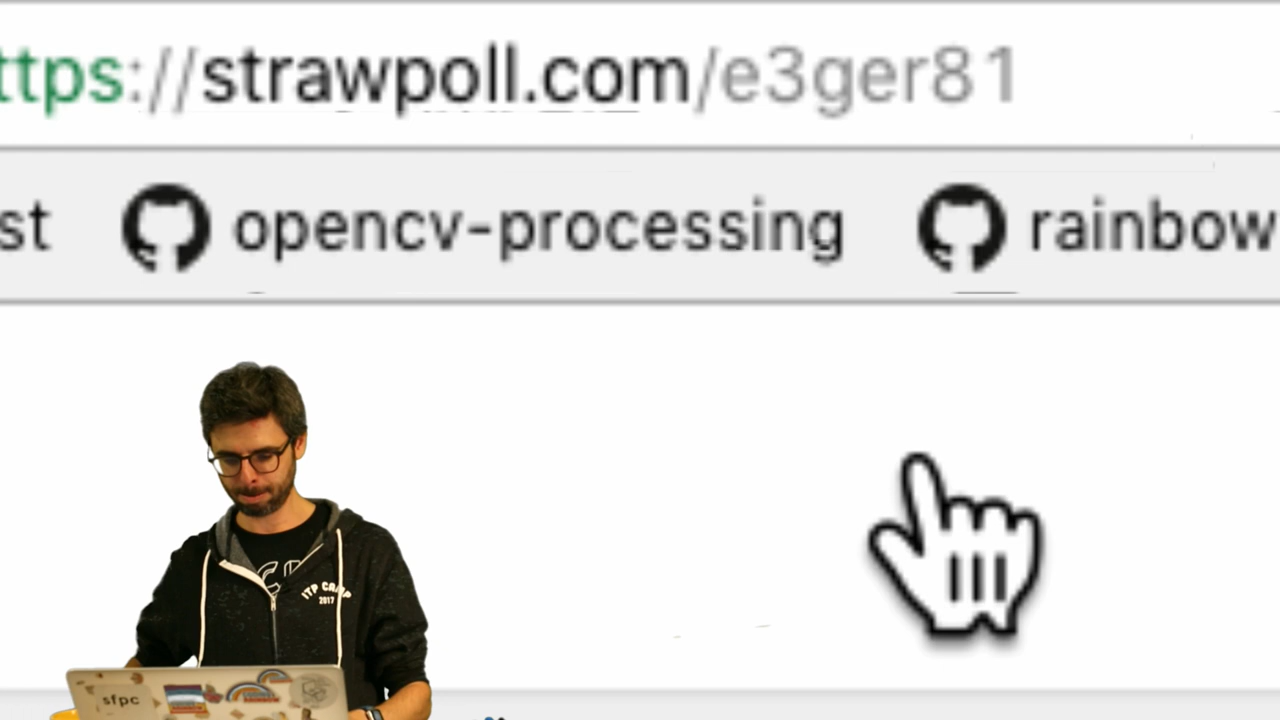 ttps://strawpoll.com/e3ger81
st opencv-processing rainbow
ITP CAMP
2017
sfpc